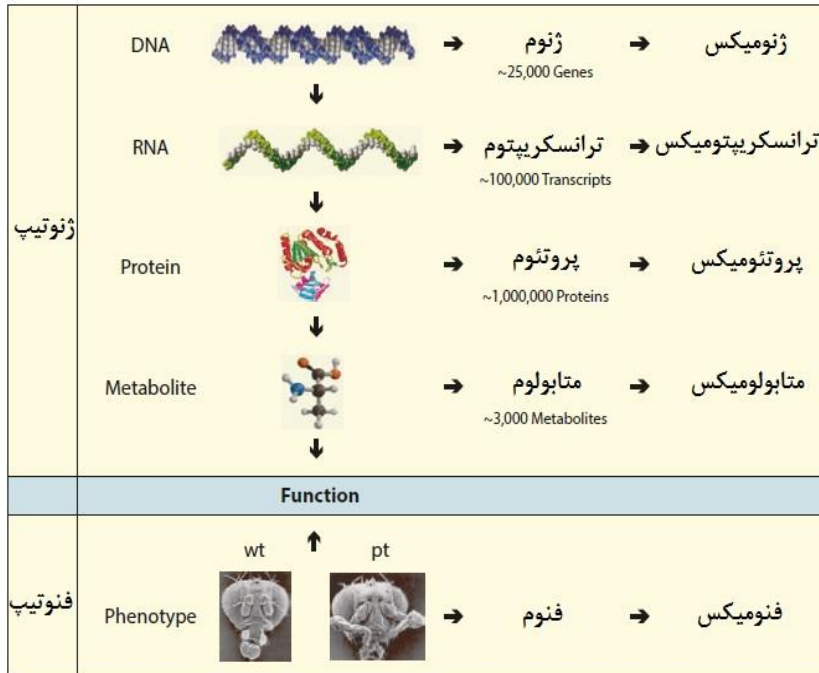 DNA ژنوم ژنومیکس
~25,000 Genes
RNA ترانسکریپتوم ترانسکریپتومیکس
~100,000 Transcripts
ژنوتیپ
Protein پروتئوم پروتئومیکس
~1,000,000 Proteins
Metabolite متابولوم متابولومیکس
~3,000 Metabolites
Function
wt pt
فنوتیپ Phenotype فنوم فنومیکس